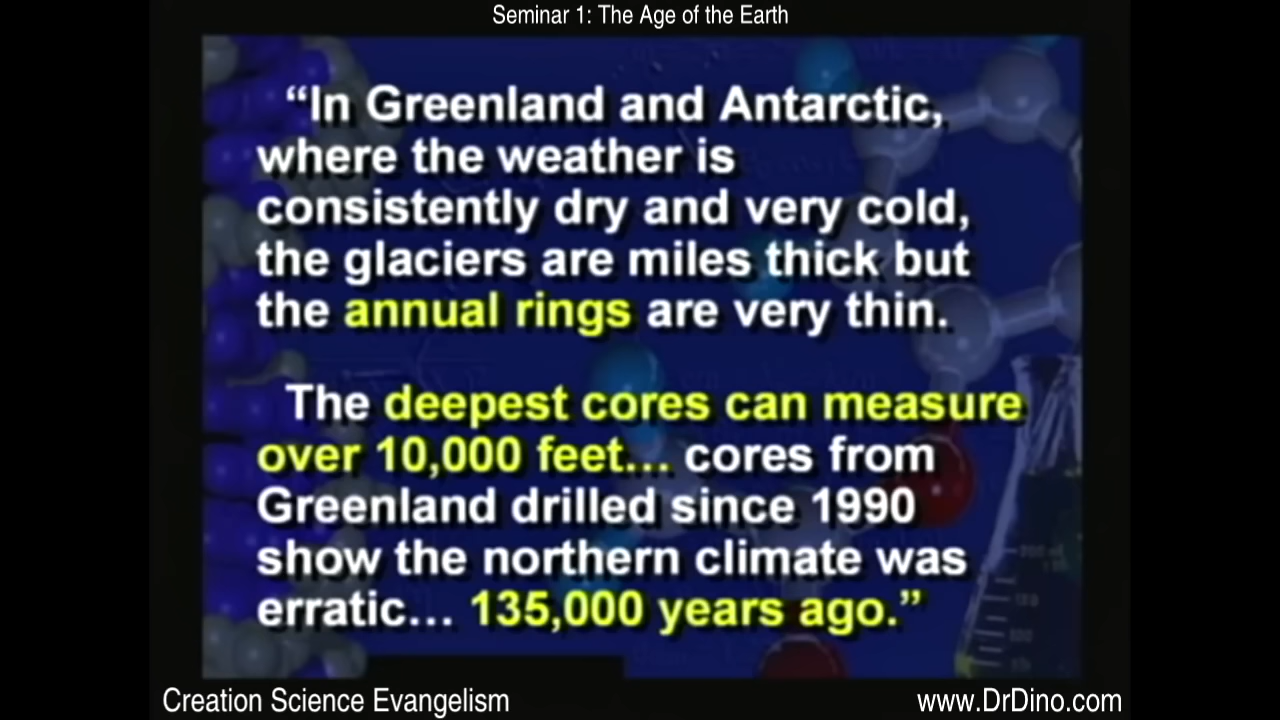 Seminar 1: The Age of the Earth
“In Greenland and Antarctic,
where the weather is
consistently dry and very cold,
the glaciers are miles thick but
the annual rings are very thin.
The deepest cores can measure
over 10,000 feet... cores from
Greenland drilled since 1990
show the northern climate was
erratic... 135,000 years ago.”
Creation Science Evangelism
www.DrDino.com